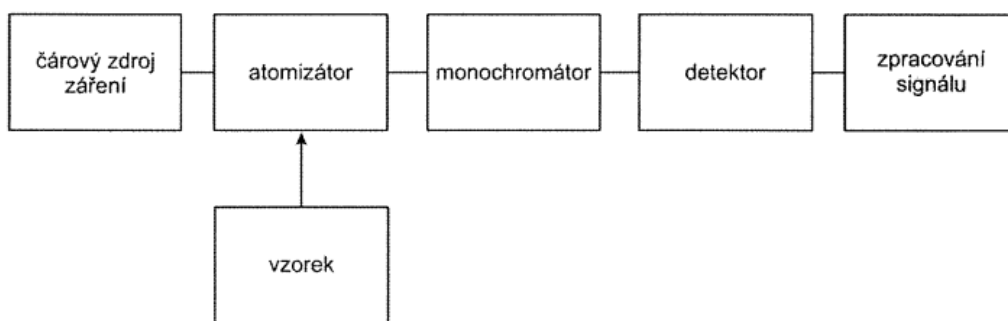 čárový zdroj
záření
atomizátor
monochromátor
detektor
zpracování
signálu
vzorek